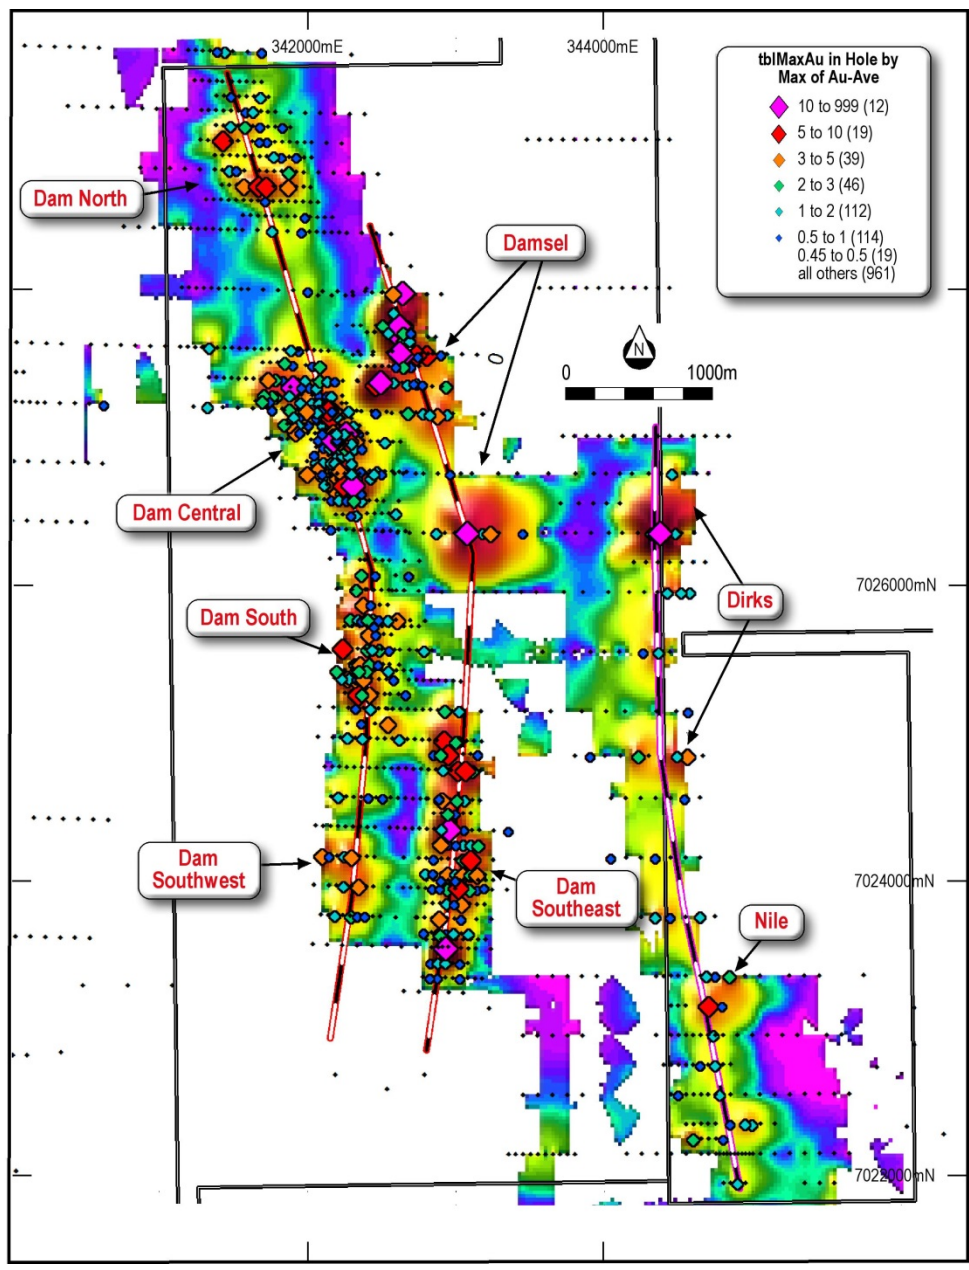 342000mE
344000mE
tblMaxAu in Hole by
Max of Au-Ave
10 to 999 (12)
5 to 10 (19)
3 to 5 (39)
2 to 3 (46)
1 to 2 (112)
0.5 to 1 (114)
0.45 to 0.5 (19)
all others (961)
Dam North
Damsel
N
0
0 1000m
Dam Central
7026000mN
Dirks
Dam South
Dam
Southwest
7024000mN
Dam
Southeast
Nile
7022000mN